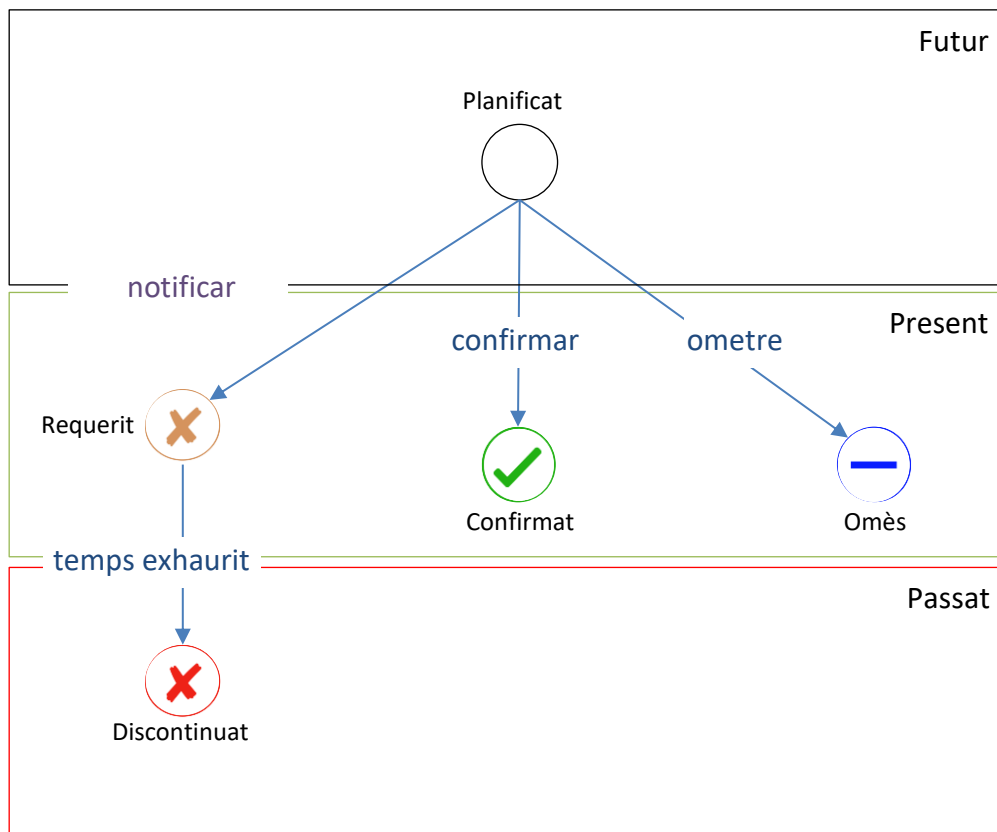 Futur
Planificat
notificar
Present
confirmar
ometre
Requerit
Confirmat
Omès
temps exhaurit
Passat
Discontinuat